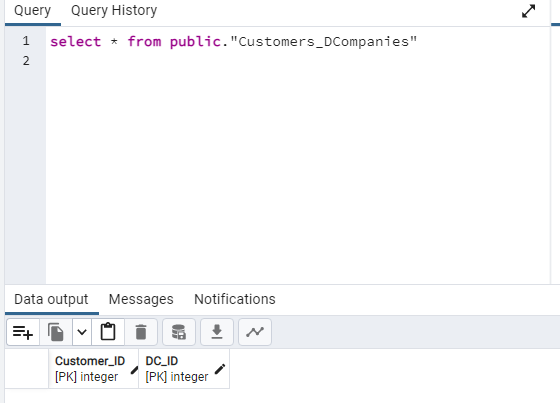 Query Query History
1 select * from public."Customers_DCompanies"
2
Data output Messages Notifications
Customer_ID DC_ID
[PK] integer [PK] integer